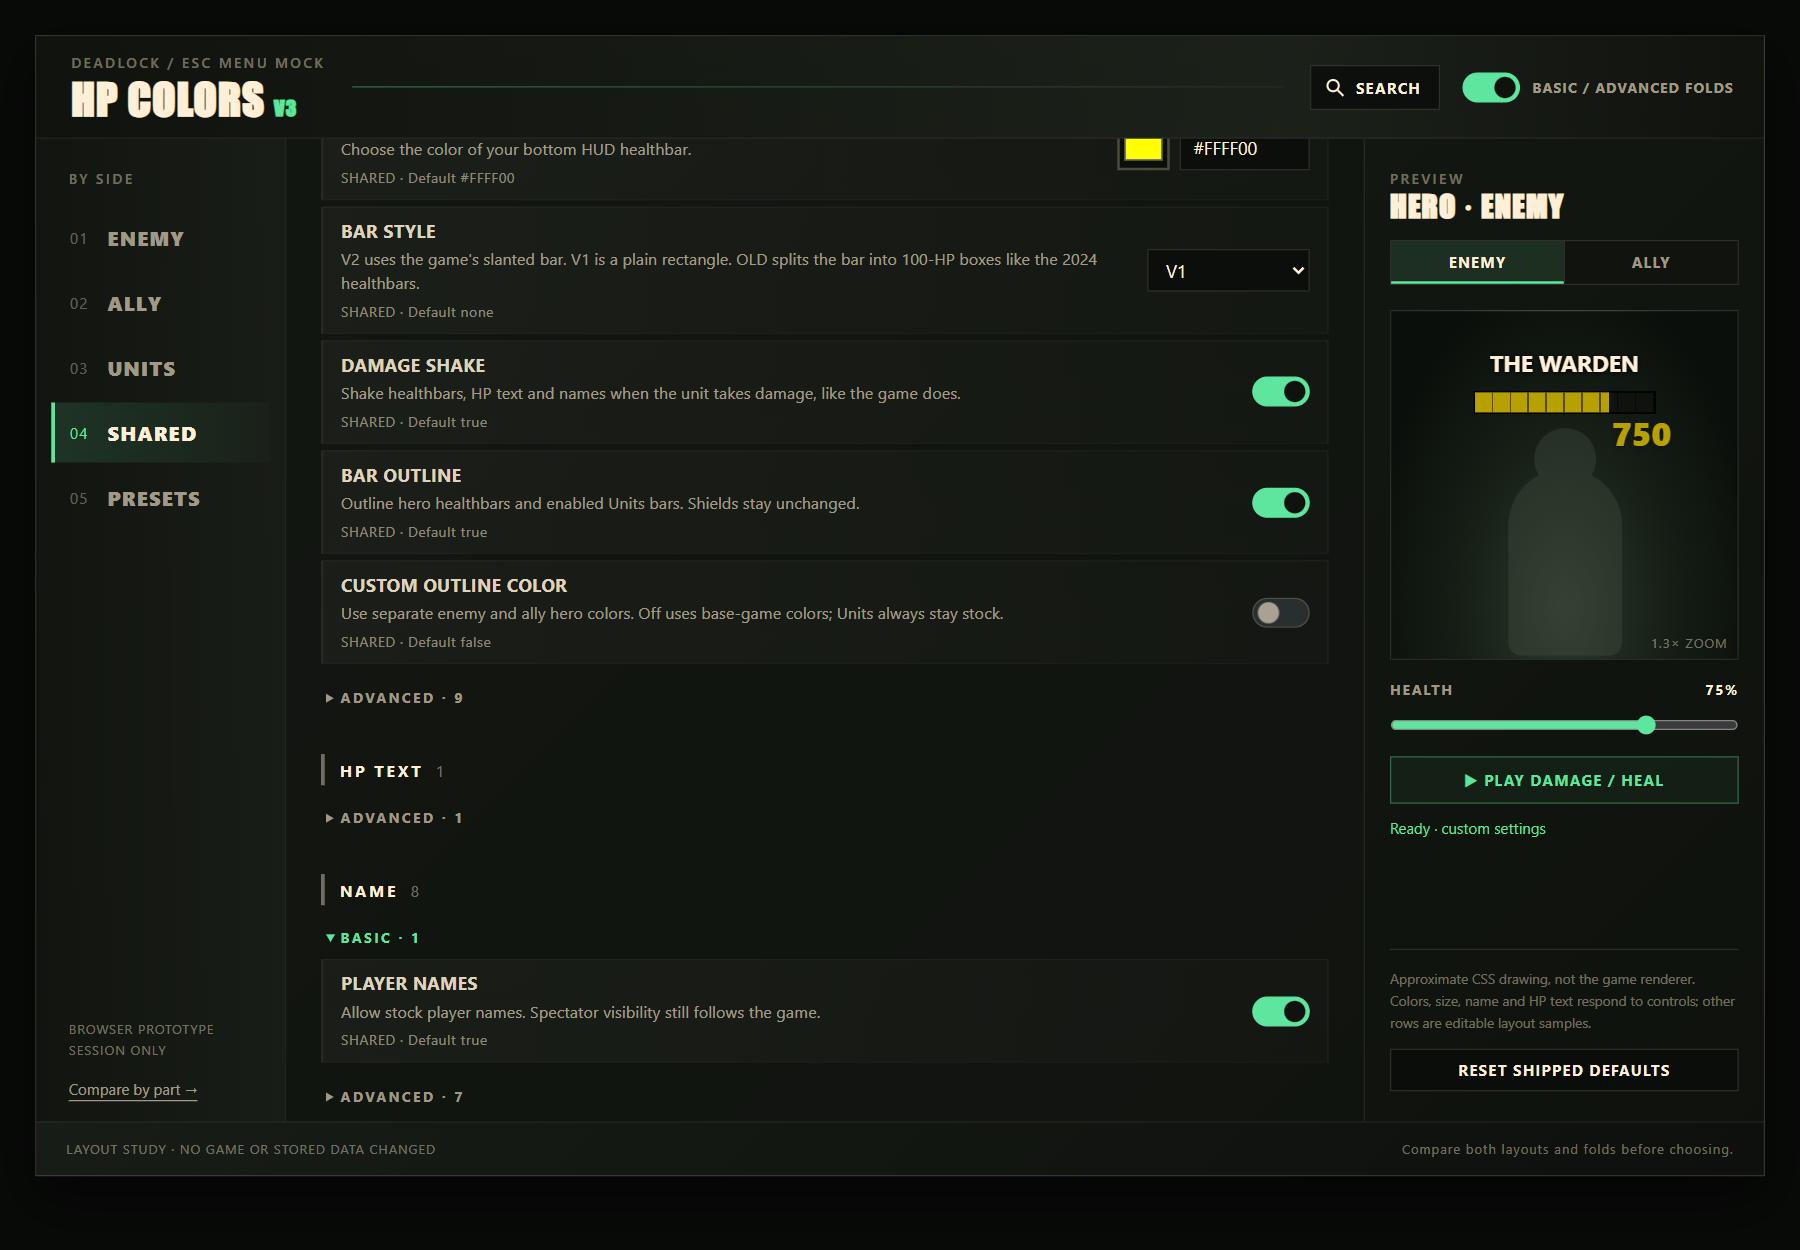 DEADLOCK / ESC MENU MOCK
HP COLORS V3
SEARCH
BASIC / ADVANCED FOLDS
BY SIDE
01 ENEMY
02 ALLY
03 UNITS
04 SHARED
05 PRESETS
BROWSER PROTOTYPE
SESSION ONLY
Compare by part →
Choose the color of your bottom HUD healthbar.
SHARED · Default #FFFF00
#FFFF00
BAR STYLE
V2 uses the game's slanted bar. V1 is a plain rectangle. OLD splits the bar into 100-HP boxes like the 2024
healthbars.
SHARED · Default none
V1
DAMAGE SHAKE
Shake healthbars, HP text and names when the unit takes damage, like the game does.
SHARED · Default true
BAR OUTLINE
Outline hero healthbars and enabled Units bars. Shields stay unchanged.
SHARED · Default true
CUSTOM OUTLINE COLOR
Use separate enemy and ally hero colors. Off uses base-game colors; Units always stay stock.
SHARED · Default false
▶ ADVANCED · 9
HP TEXT 1
▶ ADVANCED · 1
NAME 8
▼ BASIC · 1
PLAYER NAMES
Allow stock player names. Spectator visibility still follows the game.
SHARED · Default true
▶ ADVANCED · 7
PREVIEW
HERO · ENEMY
ENEMY
ALLY
THE WARDEN
750
1.3× ZOOM
HEALTH
75%
▶ PLAY DAMAGE / HEAL
Ready · custom settings
Approximate CSS drawing, not the game renderer.
Colors, size, name and HP text respond to controls; other
rows are editable layout samples.
RESET SHIPPED DEFAULTS
LAYOUT STUDY · NO GAME OR STORED DATA CHANGED
Compare both layouts and folds before choosing.